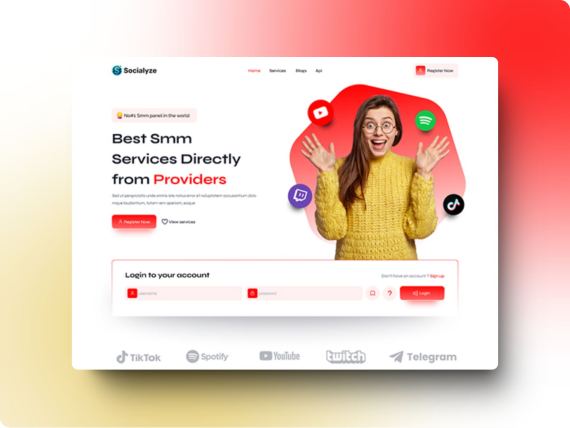 Socialyze
Home Services Blogs Api Register Now
No#1 Smm panel in the world
Best Smm
Services Directly
from Providers
Register Now View services
Login to your account
Don't have an account ? Sign up
Username Password Login
TikTok Spotify YouTube twitch Telegram